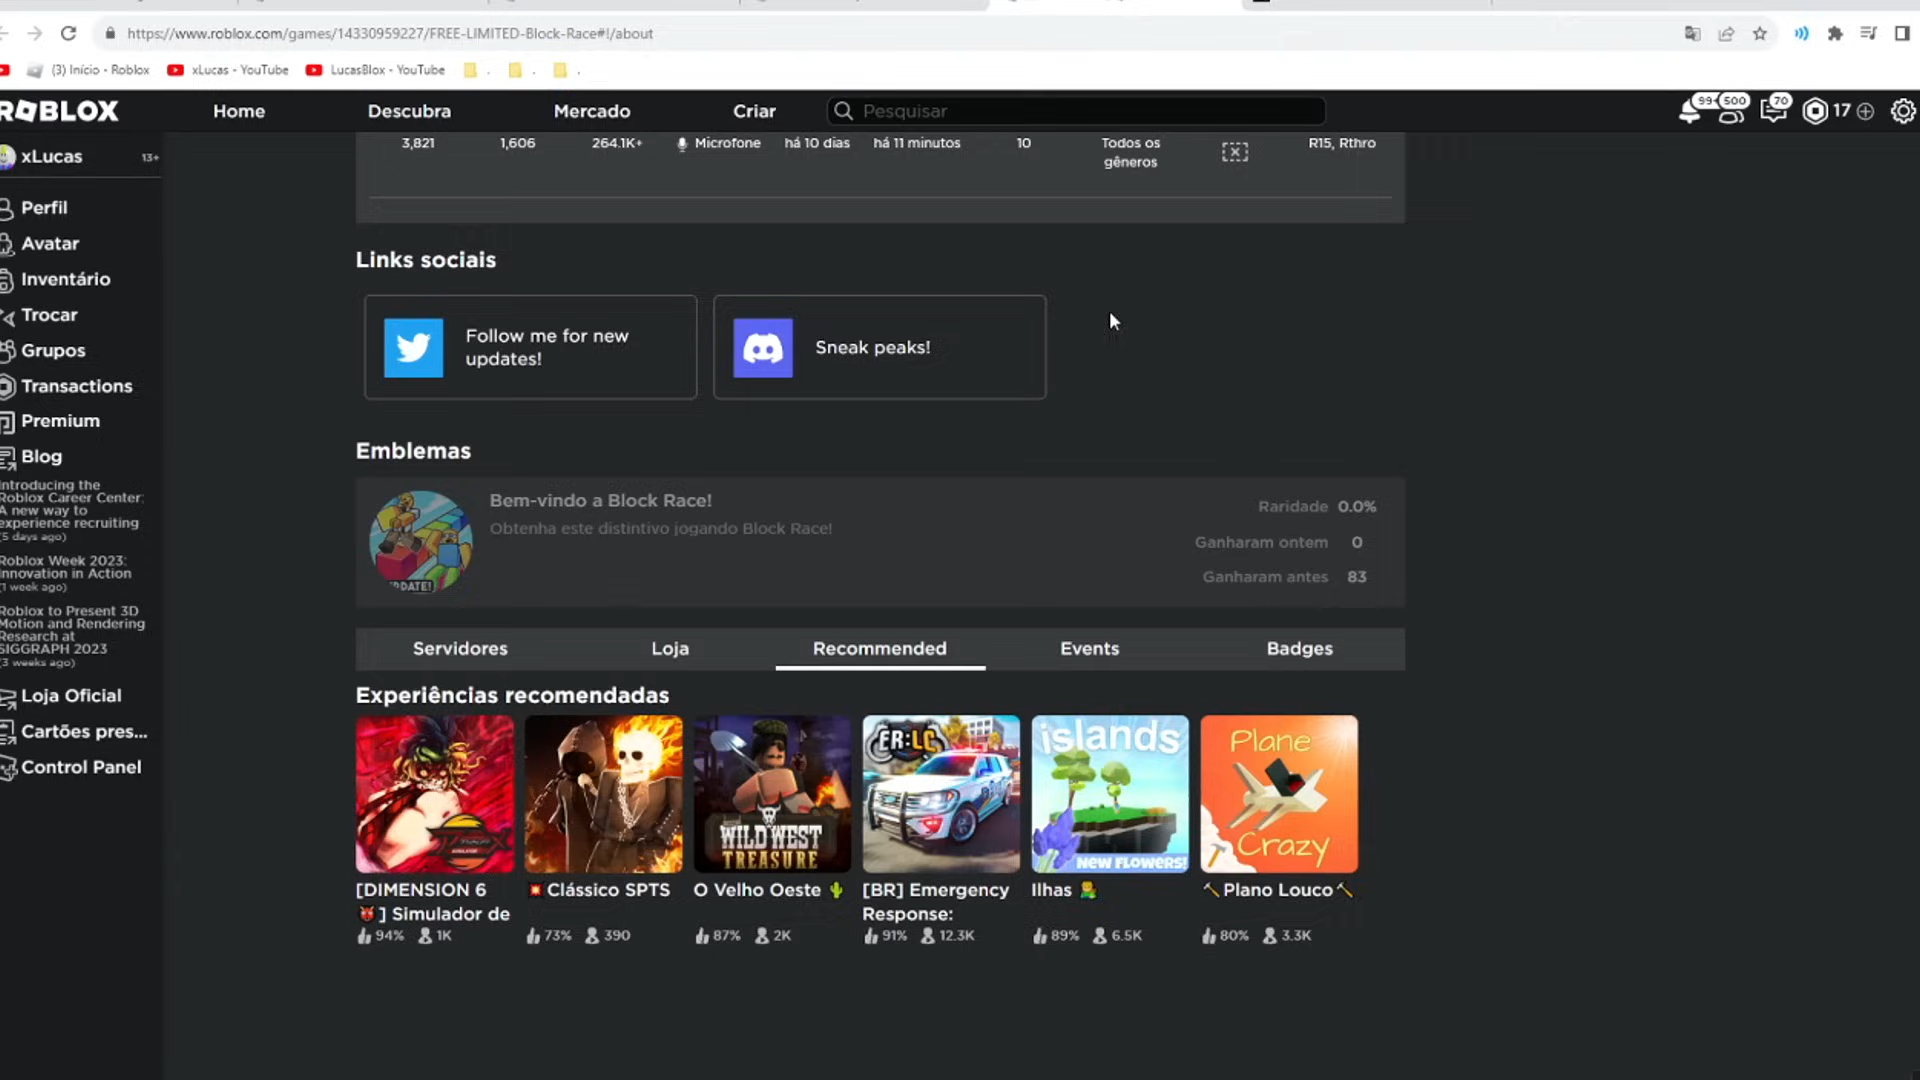 https://www.roblox.com/games/14330959227/FREE-LIMITED-Block-Race#!/about
(3) Início - Roblox
xLucas - YouTube
LucasBlox - YouTube
.
.
.
ROBLOX
Home
Descubra
Mercado
Criar
Pesquisar
99+
500
70
17
xLucas
13+
Perfil
Avatar
Inventário
Trocar
Grupos
Transactions
Premium
Blog
Introducing the
Roblox Career Center:
A new way to
experience recruiting
(5 days ago)
Roblox Week 2023:
Innovation in Action
(1 week ago)
Roblox to Present 3D
Motion and Rendering
Research at
SIGGRAPH 2023
(3 weeks ago)
Loja Oficial
Cartões pres...
Control Panel
3,821
1,606
264.1K+
Microfone
há 10 dias
há 11 minutos
10
Todos os
gêneros
R15, Rthro
Links sociais
Follow me for new
updates!
Sneak peaks!
Emblemas
UPDATE!
Bem-vindo a Block Race!
Obtenha este distintivo jogando Block Race!
Raridade 0.0%
Ganharam ontem 0
Ganharam antes 83
Servidores
Loja
Recommended
Events
Badges
Experiências recomendadas
WILD WEST
TREASURE
ER:LC
islands
NEW FLOWERS!
Plane
Crazy
[DIMENSION 6
👹] Simulador de
94% 1K
💥Clássico SPTS
73% 390
O Velho Oeste 🌵
87% 2K
[BR] Emergency
Response:
91% 12.3K
Ilhas
89% 6.5K
🔨Plano Louco🔨
80% 3.3K